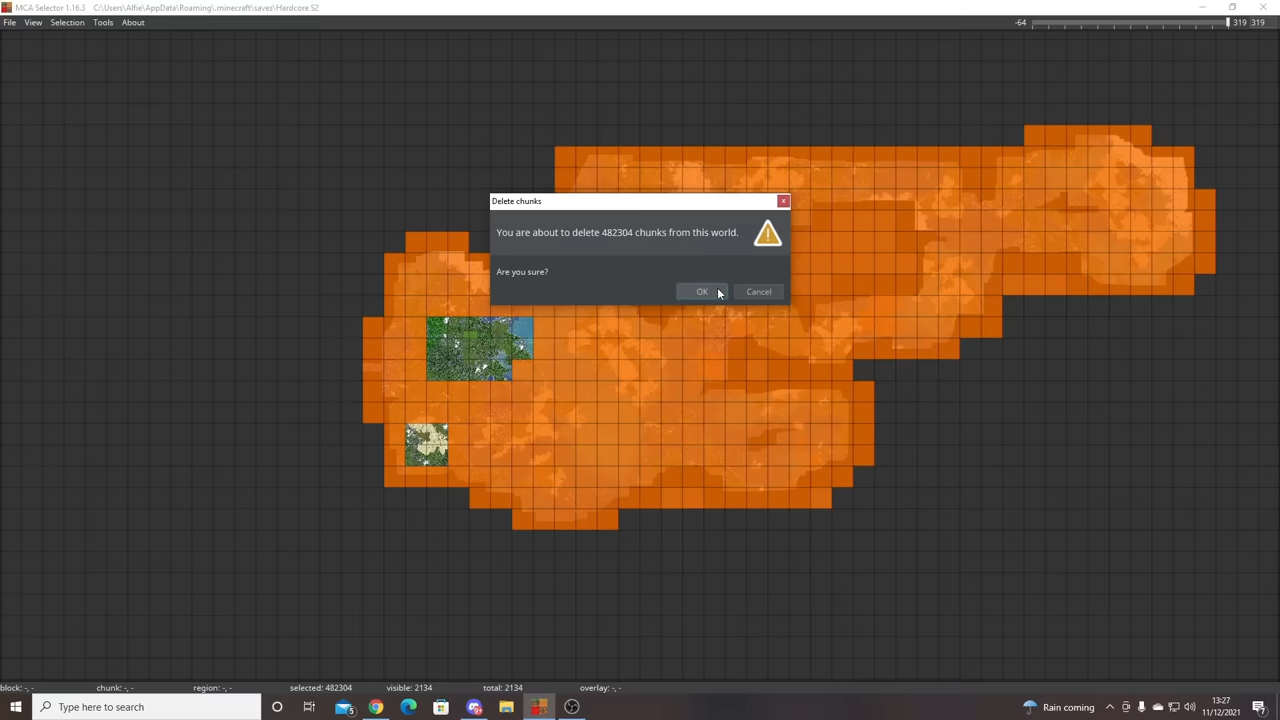 MCA Selector 1.16.3 C:\Users\Alfie\AppData\Roaming\.minecraft\saves\Hardcore S2
File View Selection Tools About -64 319 319
Delete chunks
You are about to delete 482304 chunks from this world.
Are you sure?
OK Cancel
block: -, - chunk: -, - region: -, - selected: 482304 visible: 2134 total: 2134 overlay: -, -
Type here to search 5 Rain coming 13:27
11/12/2021